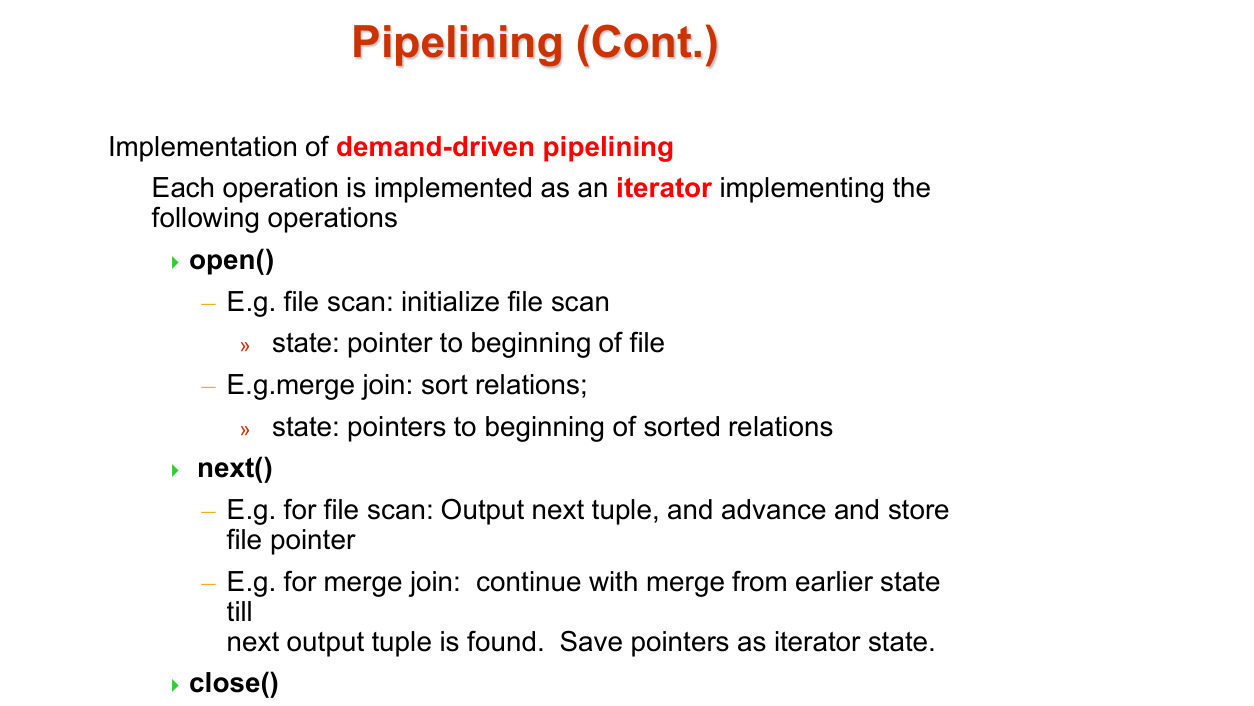 Pipelining (Cont.)
Implementation of demand-driven pipelining
Each operation is implemented as an iterator implementing the
following operations
open()
– E.g. file scan: initialize file scan
» state: pointer to beginning of file
– E.g.merge join: sort relations;
» state: pointers to beginning of sorted relations
next()
– E.g. for file scan: Output next tuple, and advance and store
file pointer
– E.g. for merge join:  continue with merge from earlier state
till
next output tuple is found.  Save pointers as iterator state.
close()